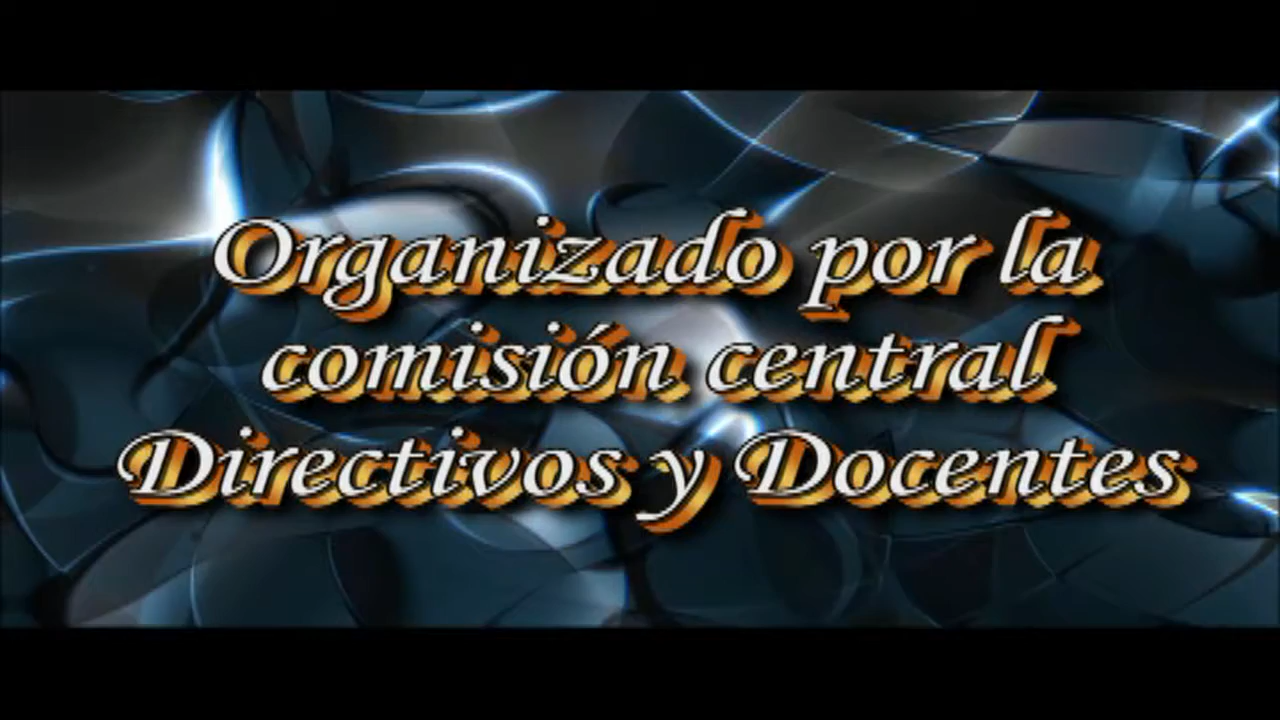 Organizado por la
comisión central
Directivos y Docentes